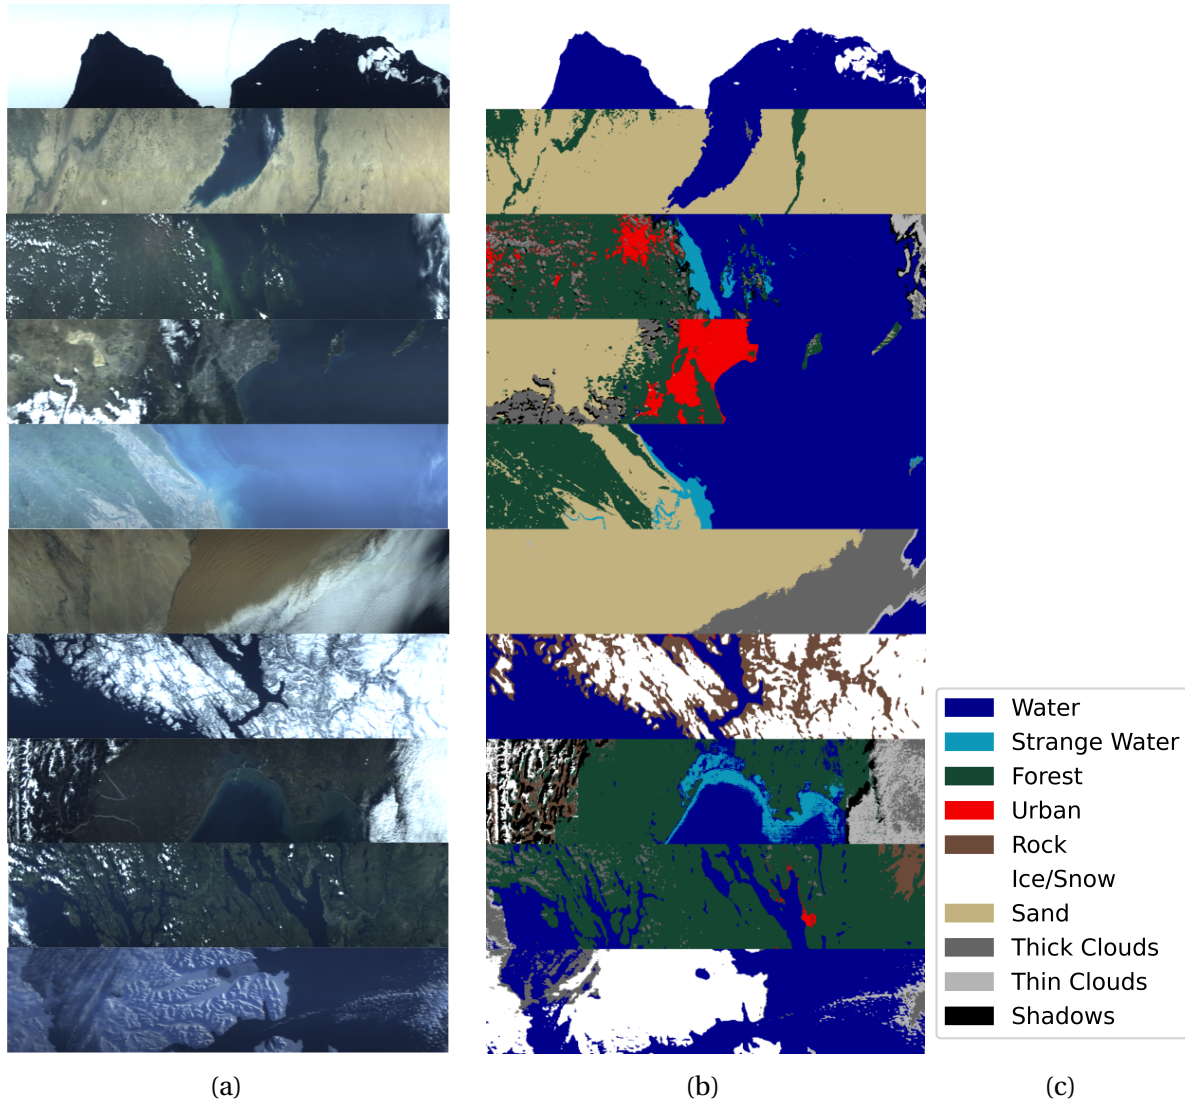 Water
Strange Water
Forest
Urban
Rock
Ice/Snow
Sand
Thick Clouds
Thin Clouds
Shadows
(a)
(b)
(c)